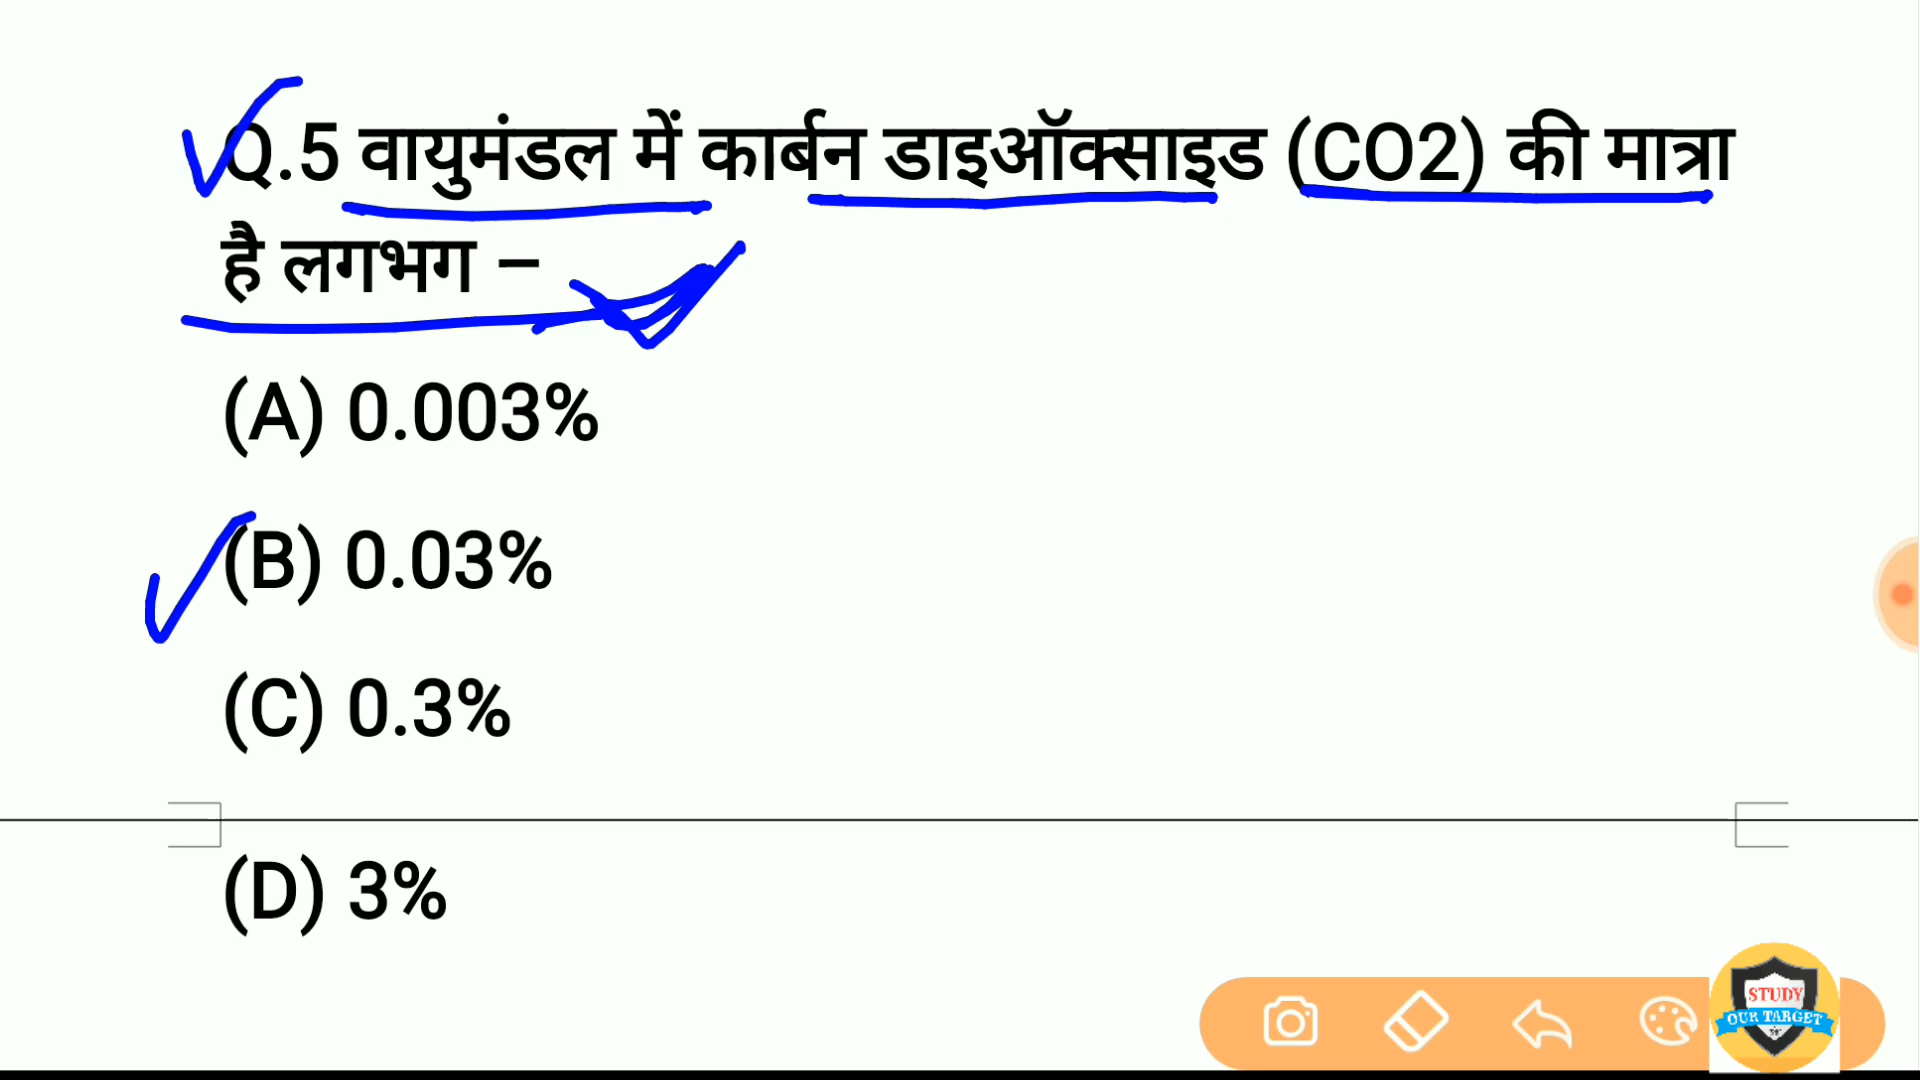 Q.5 वायुमंडल में कार्बन डाइऑक्साइड (CO2) की मात्रा
है लगभग –
(A) 0.003%
(B) 0.03%
(C) 0.3%
(D) 3%
STUDY
OUR TARGET